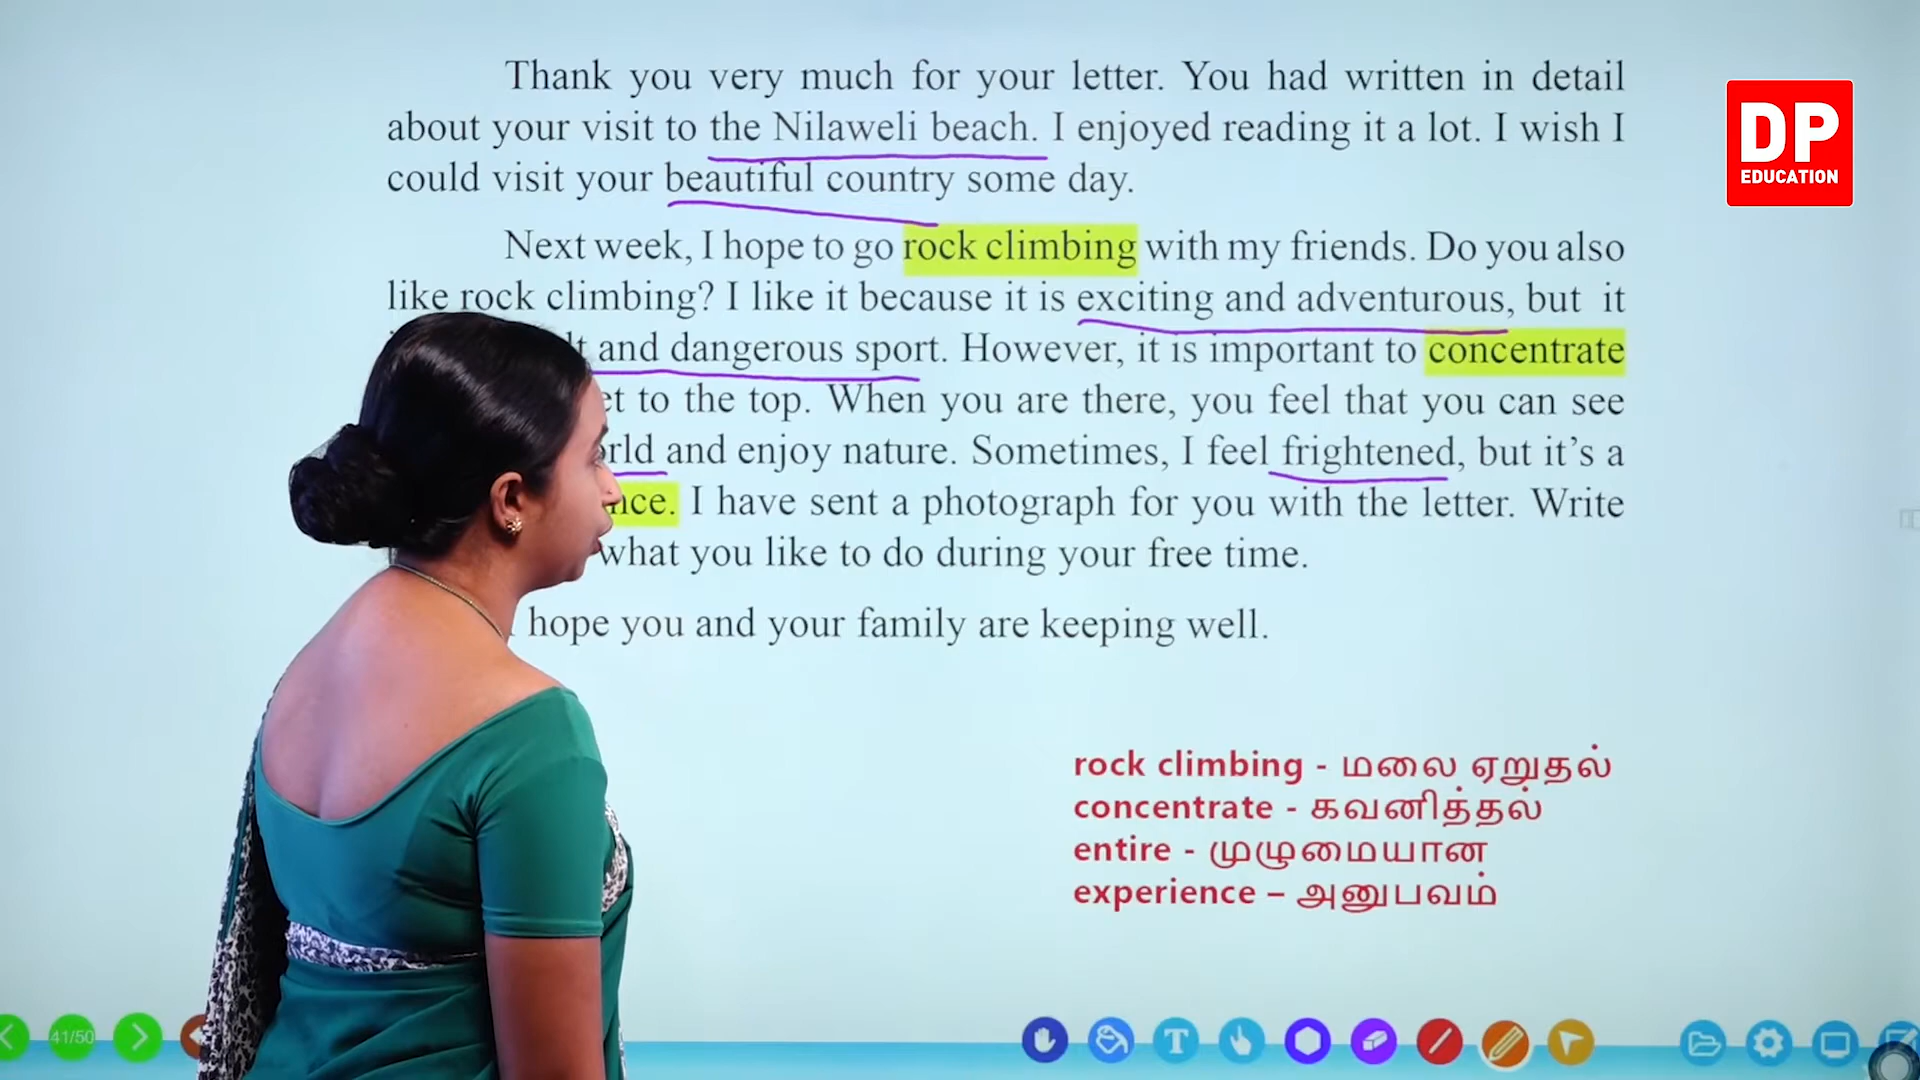 Thank you very much for your letter. You had written in detail
about your visit to the Nilaweli beach. I enjoyed reading it a lot. I wish I
could visit your beautiful country some day.
Next week, I hope to go rock climbing with my friends. Do you also
like rock climbing? I like it because it is exciting and adventurous, but it
and dangerous sport. However, it is important to concentrate
to the top. When you are there, you feel that you can see
and enjoy nature. Sometimes, I feel frightened, but it's a
I have sent a photograph for you with the letter. Write
what you like to do during your free time.
hope you and your family are keeping well.
rock climbing - மலை ஏறுதல்
concentrate - கவனித்தல்
entire - முழுமையான
experience – அனுபவம்
DP
EDUCATION
41/50